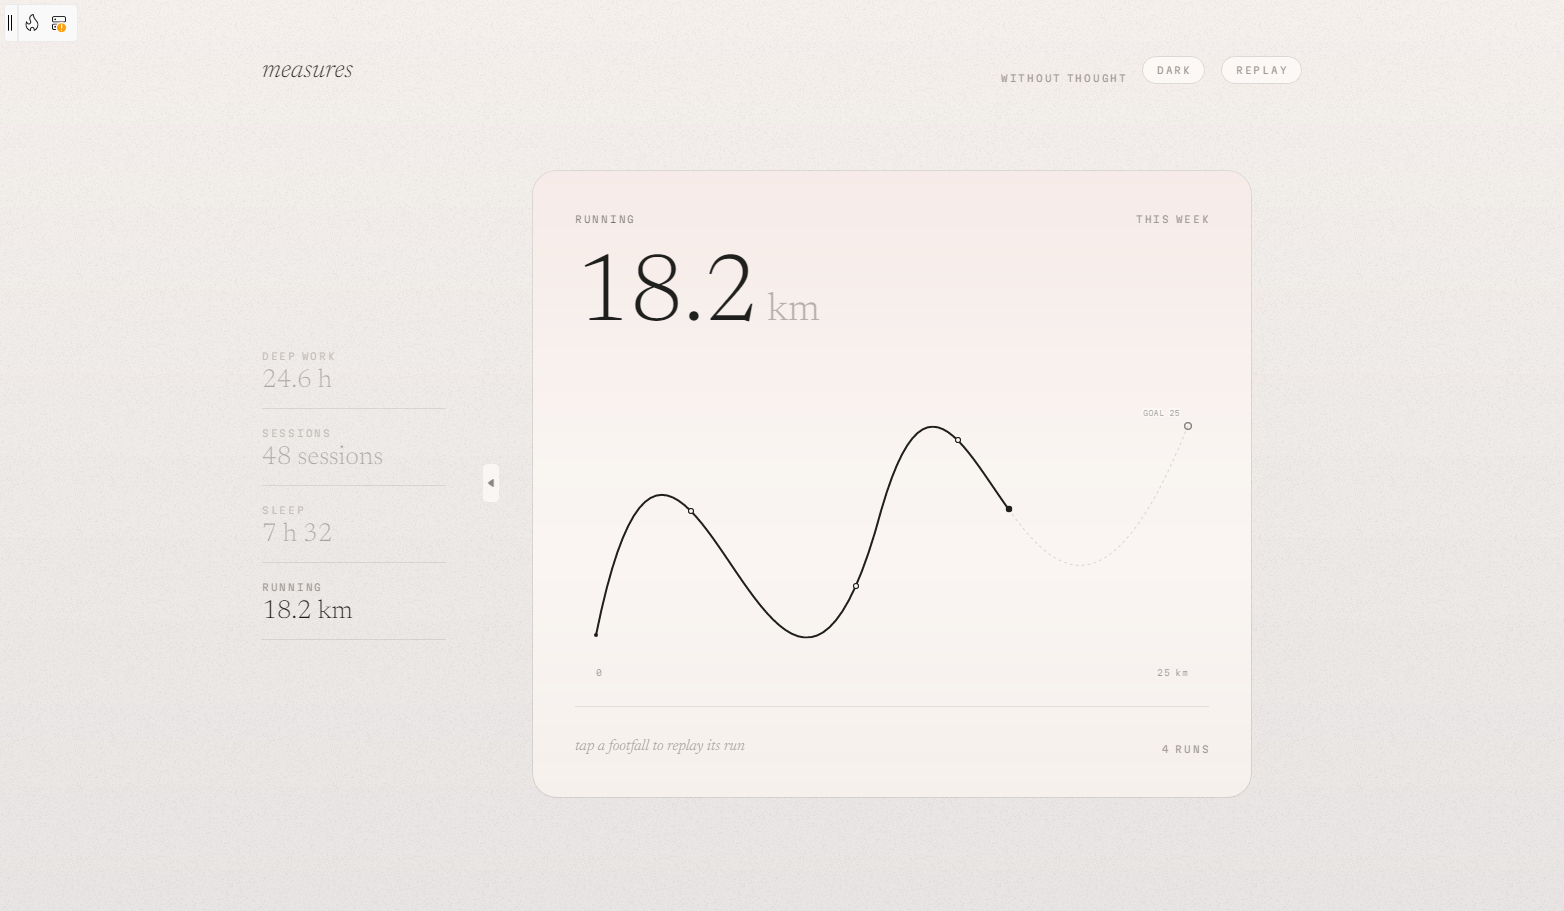 measures
WITHOUT THOUGHT
DARK
REPLAY
DEEP WORK
24.6 h
SESSIONS
48 sessions
SLEEP
7 h 32
RUNNING
18.2 km
RUNNING
THIS WEEK
18.2 km
GOAL 25
0
25 km
tap a footfall to replay its run
4 RUNS